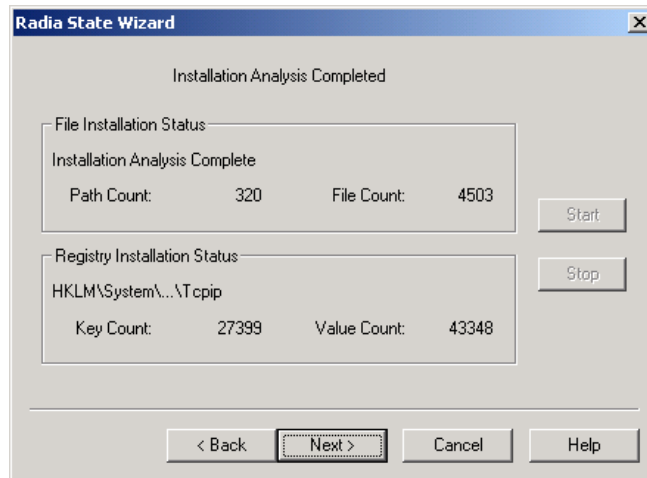 Radia State Wizard
Installation Analysis Completed
File Installation Status
Installation Analysis Complete
Path Count: 320 File Count: 4503
Start
Registry Installation Status
Stop
HKLM\System\...\Tcpip
Key Count: 27399 Value Count: 43348
< Back Next > Cancel Help